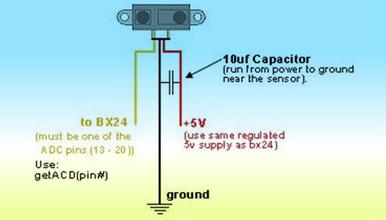 10uf Capacitor
(run from power to ground
near the sensor).
to BX24
(must be one of the
ADC pins (13 - 20))
Use:
getACD(pin#)
+5V
(use same regulated
5v supply as bx24)
ground